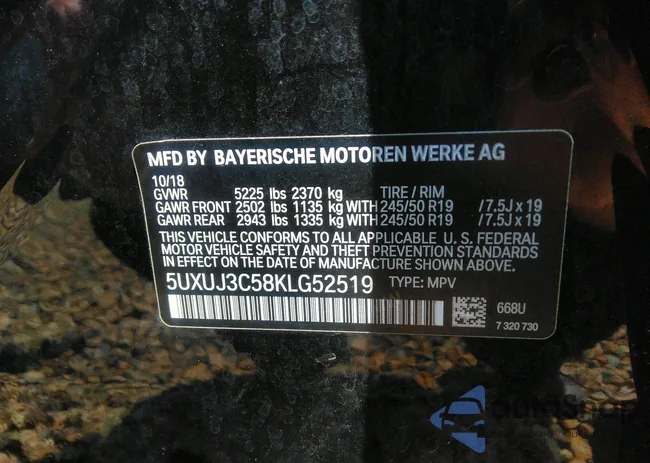 MFD BY BAYERISCHE MOTOREN WERKE AG
10/18
GVWR 5225 lbs 2370 kg TIRE / RIM
GAWR FRONT 2502 lbs 1135 kg WITH 245/50 R19 /7.5J x 19
GAWR REAR 2943 lbs 1335 kg WITH 245/50 R19 /7.5J x 19
THIS VEHICLE CONFORMS TO ALL APPLICABLE U. S. FEDERAL
MOTOR VEHICLE SAFETY AND THEFT PREVENTION STANDARDS
IN EFFECT ON THE DATE OF MANUFACTURE SHOWN ABOVE.
5UXUJ3C58KLG52519 TYPE: MPV
668U
7 320 730
autoSnap